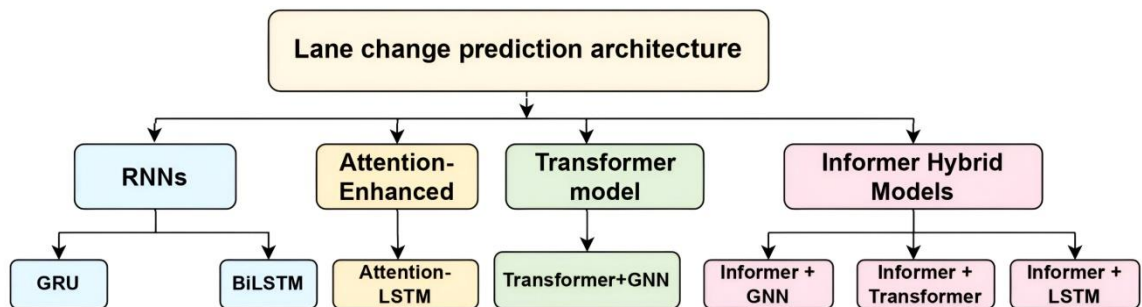 Lane change prediction architecture
RNNs
Attention-
Enhanced
Transformer
model
Informer Hybrid
Models
GRU
BiLSTM
Attention-
LSTM
Transformer+GNN
Informer +
GNN
Informer +
Transformer
Informer +
LSTM